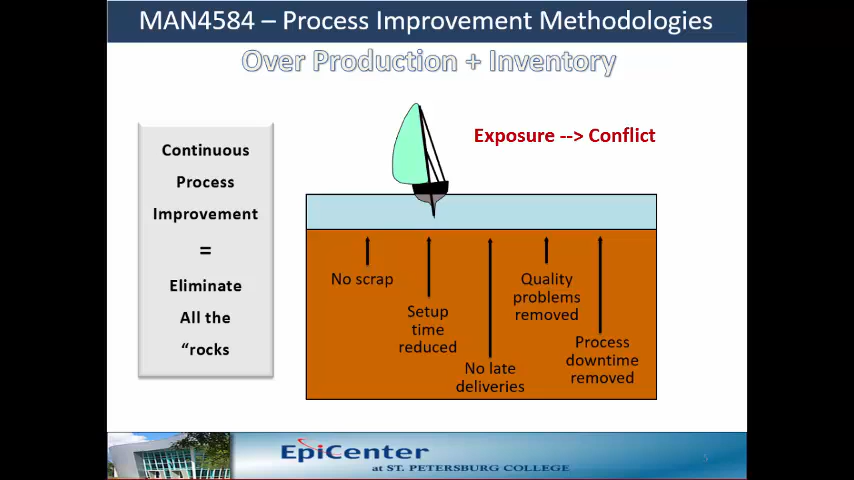 MAN4584 – Process Improvement Methodologies
Over Production + Inventory
Continuous
Process
Improvement
=
Eliminate
All the
“rocks
Exposure --> Conflict
No scrap
Setup
time
reduced
No late
deliveries
Quality
problems
removed
Process
downtime
removed
EpiCenter
at ST. PETERSBURG COLLEGE
5